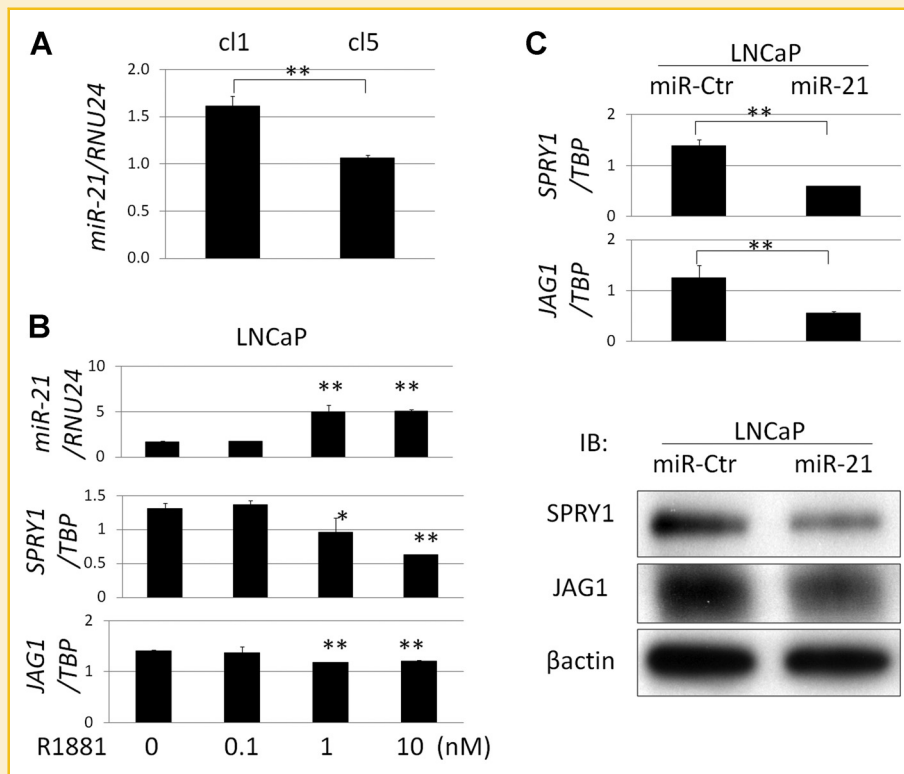 A
cl1 cl5
**
miR-21/RNU24
2.0
1.5
1.0
0.5
0.0
B
LNCaP
miR-21
/RNU24
10
5
0
** **
SPRY1
/TBP
1.5
1
0.5
0
* **
JAG1
/TBP
2
1
0
** **
R1881 0 0.1 1 10 (nM)
C
LNCaP
miR-Ctr miR-21
SPRY1
/TBP
2
1
0
**
JAG1
/TBP
2
1
0
**
IB:
LNCaP
miR-Ctr miR-21
SPRY1
JAG1
βactin